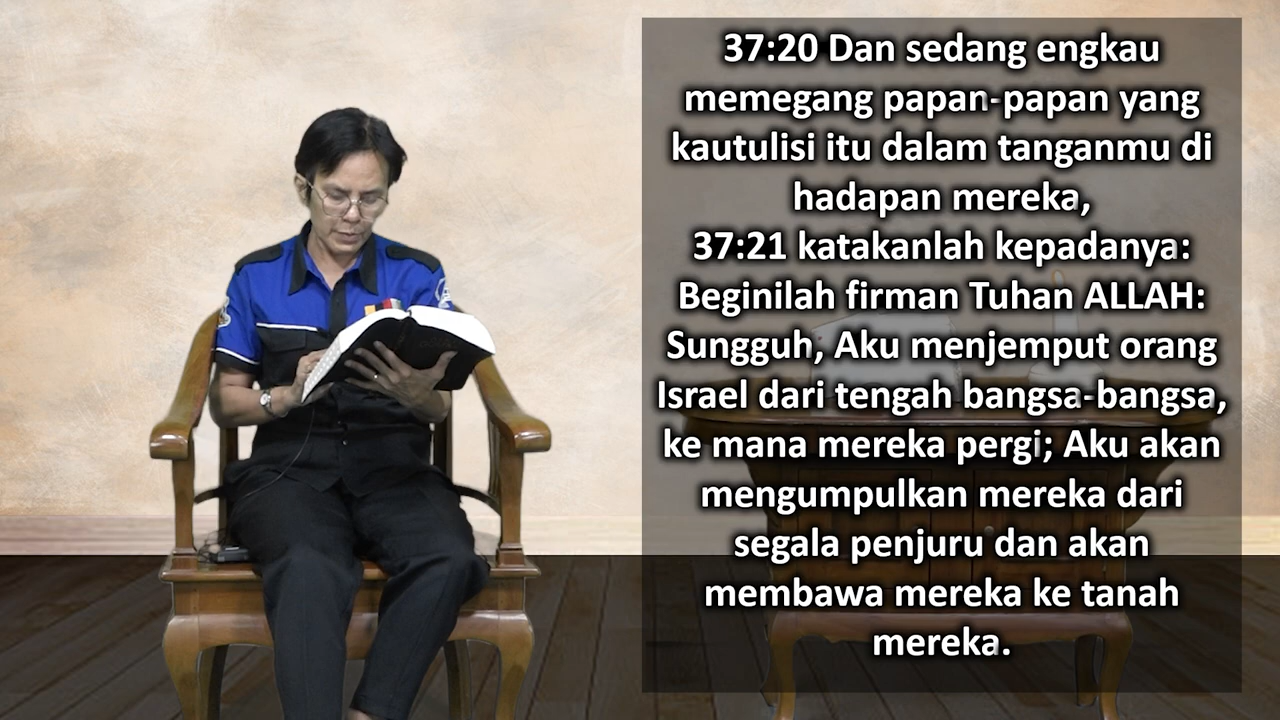 37:20 Dan sedang engkau
memegang papan-papan yang
kautulisi itu dalam tanganmu di
hadapan mereka,
37:21 katakanlah kepadanya:
Beginilah firman Tuhan ALLAH:
Sungguh, Aku menjemput orang
Israel dari tengah bangsa-bangsa,
ke mana mereka pergi; Aku akan
mengumpulkan mereka dari
segala penjuru dan akan
membawa mereka ke tanah
mereka.